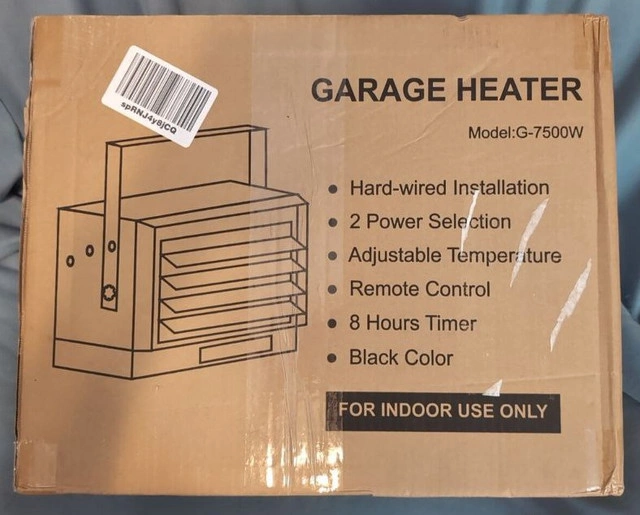 spRNJ4y8jCQ
GARAGE HEATER
Model:G-7500W
● Hard-wired Installation
● 2 Power Selection
● Adjustable Temperature
● Remote Control
● 8 Hours Timer
● Black Color
FOR INDOOR USE ONLY